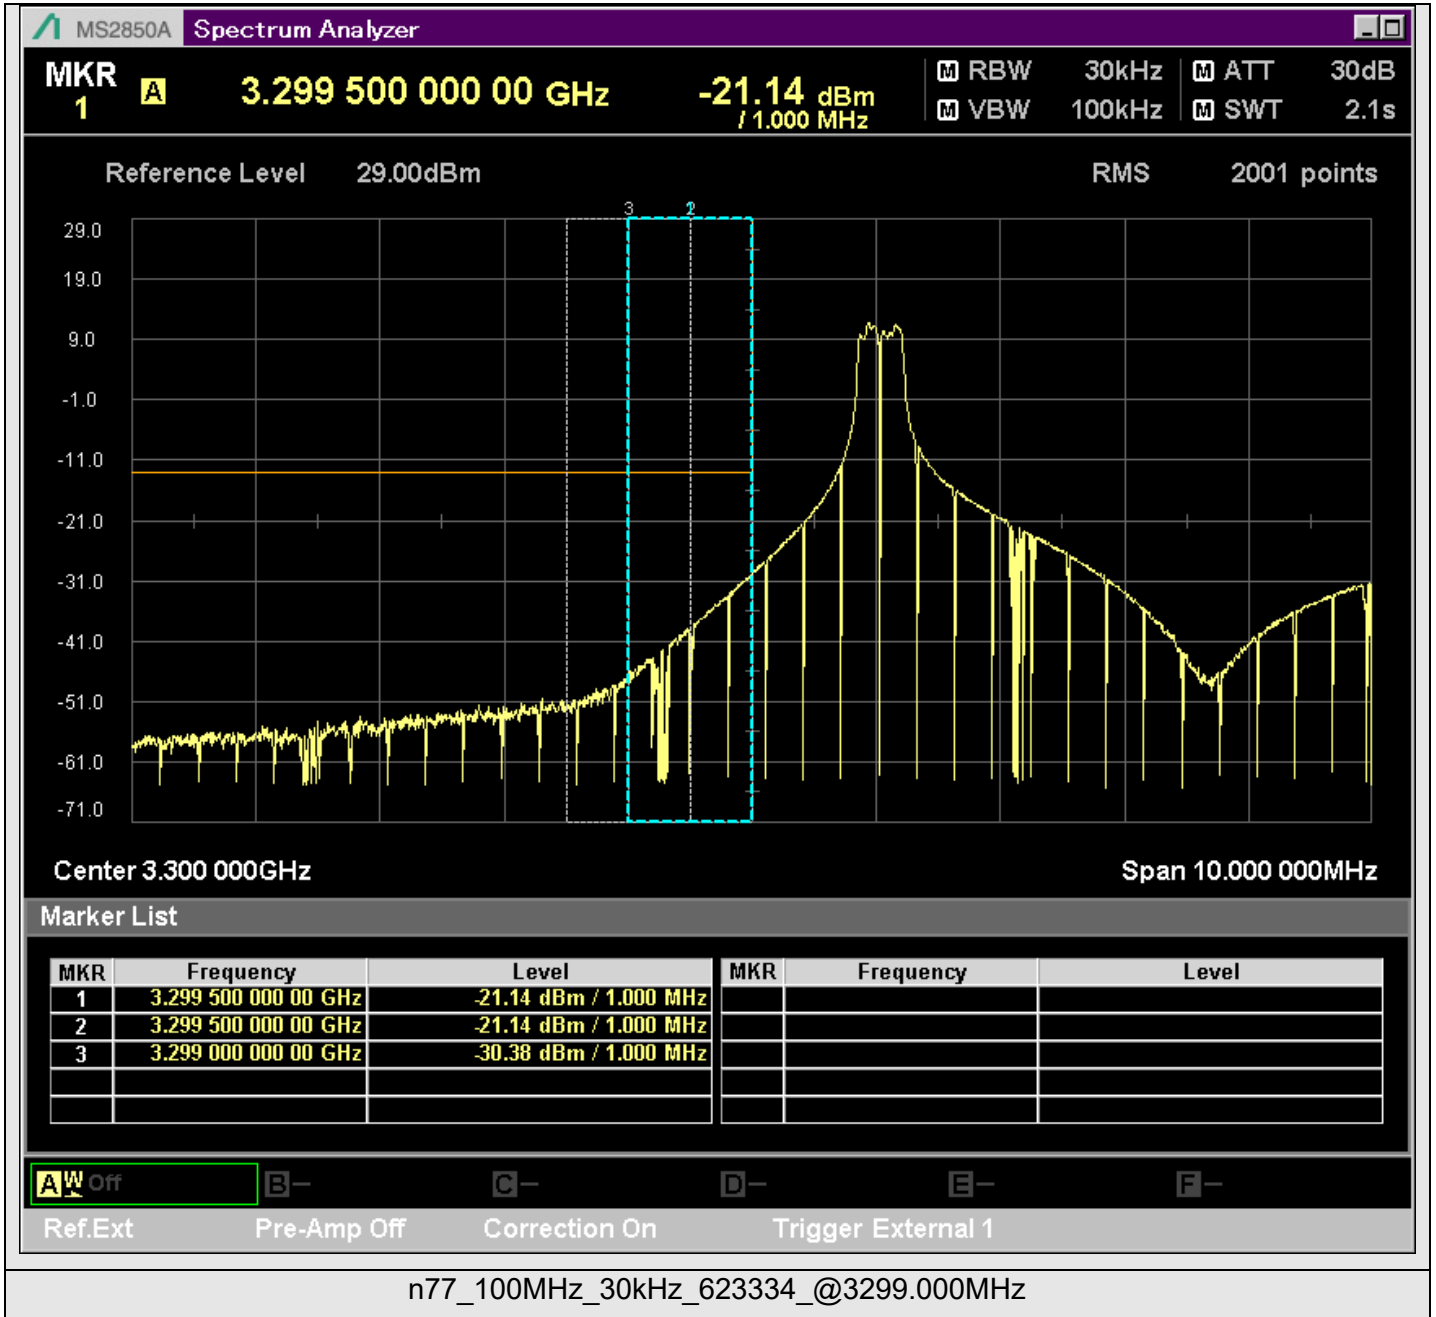 MS2850A Spectrum Analyzer
MKR 1 A 3.299 500 000 00 GHz -21.14 dBm / 1.000 MHz
M RBW 30kHz M ATT 30dB
M VBW 100kHz M SWT 2.1s
Reference Level 29.00dBm RMS 2001 points
3 2
29.0
19.0
9.0
-1.0
-11.0
-21.0
-31.0
-41.0
-51.0
-61.0
-71.0
Center 3.300 000GHz Span 10.000 000MHz
Marker List
MKR Frequency Level MKR Frequency Level
1 3.299 500 000 00 GHz -21.14 dBm / 1.000 MHz
2 3.299 500 000 00 GHz -21.14 dBm / 1.000 MHz
3 3.299 000 000 00 GHz -30.38 dBm / 1.000 MHz
A W Off B — C — D — E — F —
Ref.Ext Pre-Amp Off Correction On Trigger External 1
n77_100MHz_30kHz_623334_@3299.000MHz